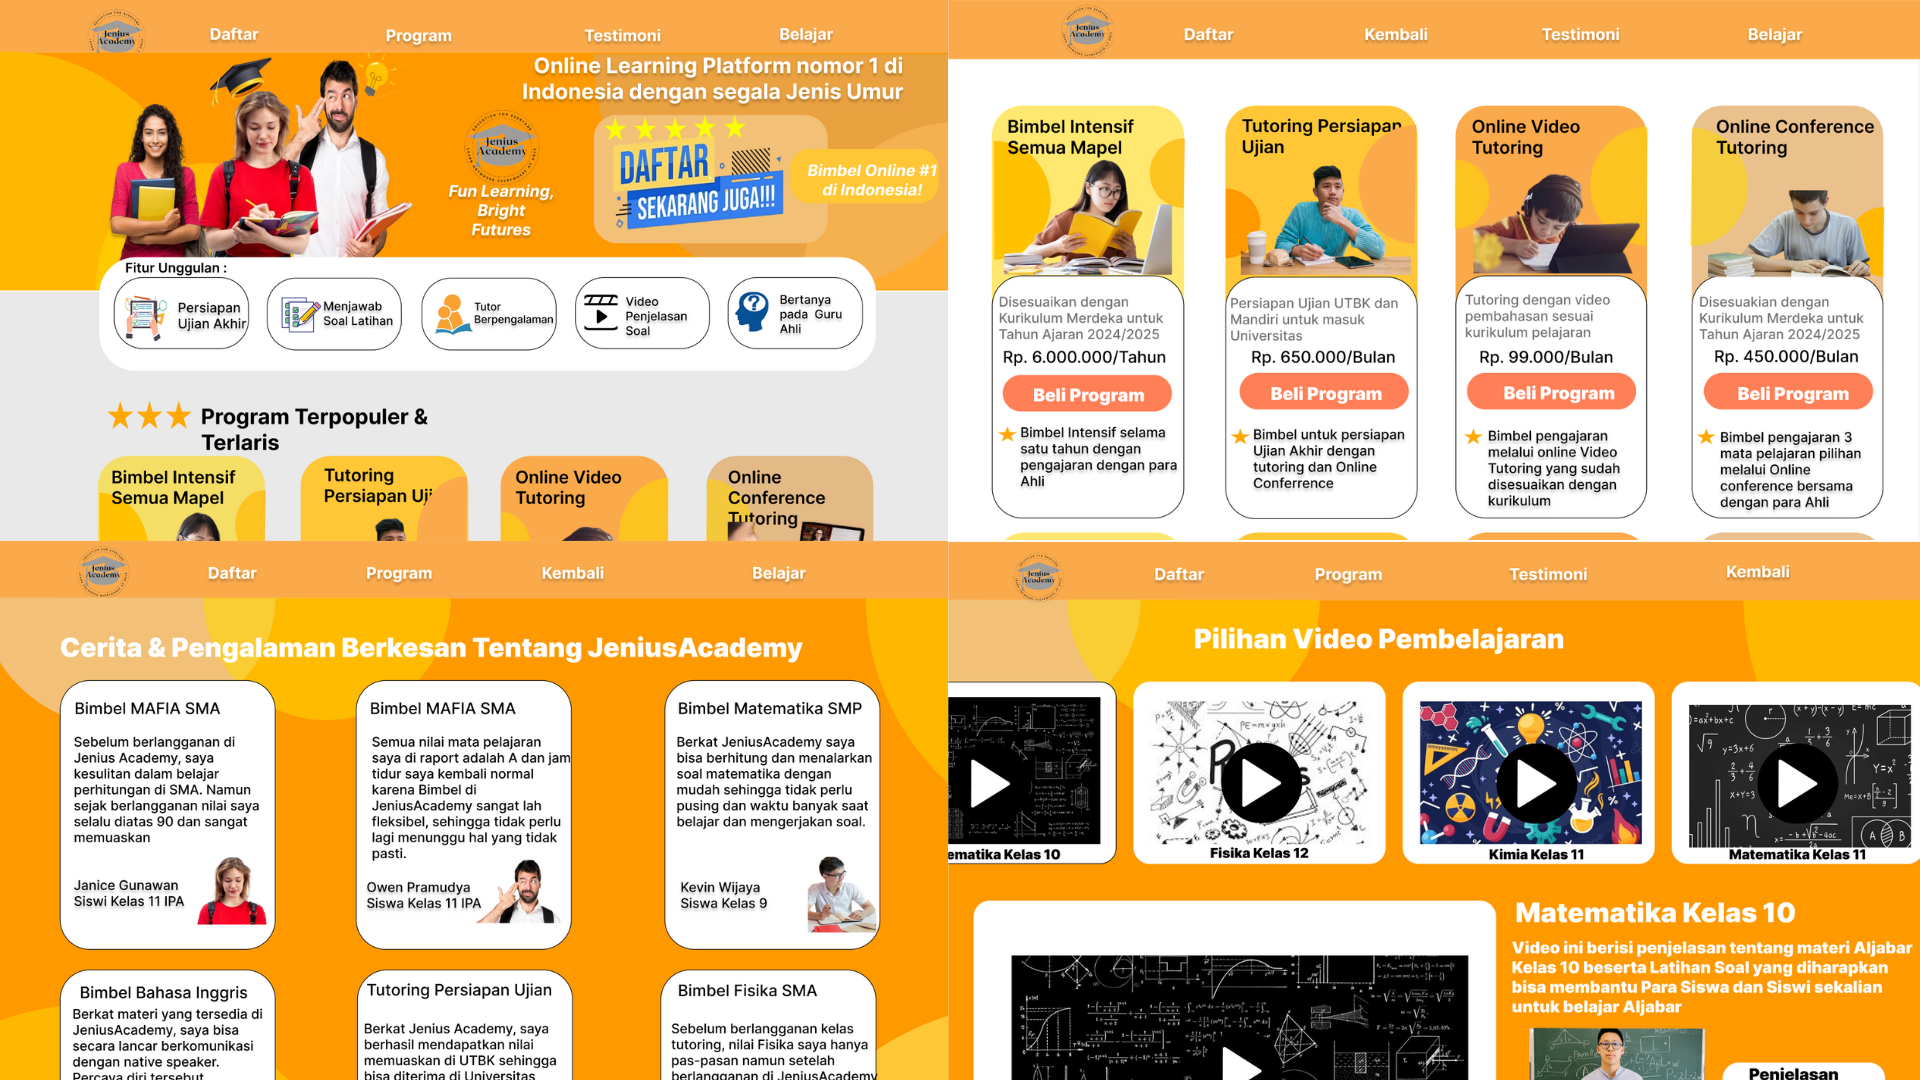 Jenius
Academy
Daftar
Program
Testimoni
Belajar
Online Learning Platform nomor 1 di
Indonesia dengan segala Jenis Umur
EDUCATION FOR EVERYONE
Jenius
Academy
Fun Learning,
Bright
Futures
DAFTAR
SEKARANG JUGA!!!
Bimbel Online #1
di Indonesia!
Fitur Unggulan :
Persiapan
Ujian Akhir
Menjawab
Soal Latihan
Tutor
Berpengalaman
Video
Penjelasan
Soal
Bertanya
pada Guru
Ahli
Program Terpopuler &
Terlaris
Bimbel Intensif
Semua Mapel
Tutoring
Persiapan Uji
Online Video
Tutoring
Online
Conference
Tutoring
Jenius
Academy
Daftar
Kembali
Testimoni
Belajar
Bimbel Intensif
Semua Mapel
Disesuaikan dengan
Kurikulum Merdeka untuk
Tahun Ajaran 2024/2025
Rp. 6.000.000/Tahun
Beli Program
Bimbel Intensif selama
satu tahun dengan
pengajaran dengan para
Ahli
Tutoring Persiapan
Ujian
Persiapan Ujian UTBK dan
Mandiri untuk masuk
Universitas
Rp. 650.000/Bulan
Beli Program
Bimbel untuk persiapan
Ujian Akhir dengan
tutoring dan Online
Conferrence
Online Video
Tutoring
Tutoring dengan video
pembahasan sesuai
kurikulum pelajaran
Rp. 99.000/Bulan
Beli Program
Bimbel pengajaran
melalui online Video
Tutoring yang sudah
disesuaikan dengan
kurikulum
Online Conference
Tutoring
Disesuakian dengan
Kurikulum Merdeka untuk
Tahun Ajaran 2024/2025
Rp. 450.000/Bulan
Beli Program
Bimbel pengajaran 3
mata pelajaran pilihan
melalui Online
conference bersama
dengan para Ahli
Jenius
Academy
Daftar
Program
Kembali
Belajar
Cerita & Pengalaman Berkesan Tentang JeniusAcademy
Bimbel MAFIA SMA
Sebelum berlangganan di
Jenius Academy, saya
kesulitan dalam belajar
perhitungan di SMA. Namun
sejak berlangganan nilai saya
selalu diatas 90 dan sangat
memuaskan
Janice Gunawan
Siswi Kelas 11 IPA
Bimbel MAFIA SMA
Semua nilai mata pelajaran
saya di raport adalah A dan jam
tidur saya kembali normal
karena Bimbel di
JeniusAcademy sangat lah
fleksibel, sehingga tidak perlu
lagi menunggu hal yang tidak
pasti.
Owen Pramudya
Siswa Kelas 11 IPA
Bimbel Matematika SMP
Berkat JeniusAcademy saya
bisa berhitung dan menalarkan
soal matematika dengan
mudah sehingga tidak perlu
pusing dan waktu banyak saat
belajar dan mengerjakan soal.
Kevin Wijaya
Siswa Kelas 9
Bimbel Bahasa Inggris
Berkat materi yang tersedia di
JeniusAcademy, saya bisa
secara lancar berkomunikasi
dengan native speaker.
Percaya diri tersebut
Tutoring Persiapan Ujian
Berkat Jenius Academy, saya
berhasil mendapatkan nilai
memuaskan di UTBK sehingga
bisa diterima di Universitas
Bimbel Fisika SMA
Sebelum berlangganan kelas
tutoring, nilai Fisika saya hanya
pas-pasan namun setelah
berlangganan di JeniusAcademy
Jenius
Academy
Daftar
Program
Testimoni
Kembali
Pilihan Video Pembelajaran
ematika Kelas 10
Fisika Kelas 12
Kimia Kelas 11
Matematika Kelas 11
Matematika Kelas 10
Video ini berisi penjelasan tentang materi Aljabar
Kelas 10 beserta Latihan Soal yang diharapkan
bisa membantu Para Siswa dan Siswi sekalian
untuk belajar Aljabar
Penjelasan